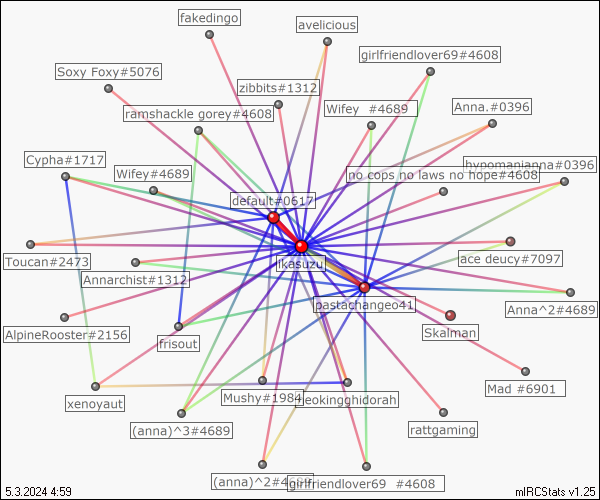 fakedingo
avelicious
girlfriendlover69#4608
Soxy Foxy#5076
zibbits#1312
ramshackle gorey#4608
Wifey #4689
Anna.#0396
Cypha#1717
Wifey#4689
no cops no laws no hope#4608
hypomanianna#0396
default#0617
Toucan#2473
ikasuzu
ace deucy#7097
Annarchist#1312
pastachangeo41
Anna^2#4689
AlpineRooster#2156
frisout
Skalman
xenoyaut
Mushy#1984
neokingghidorah
Mad #6901
(anna)^3#4689
rattgaming
(anna)^2#4689
girlfriendlover69 #4608
5.3.2024 4:59
mIRCStats v1.25